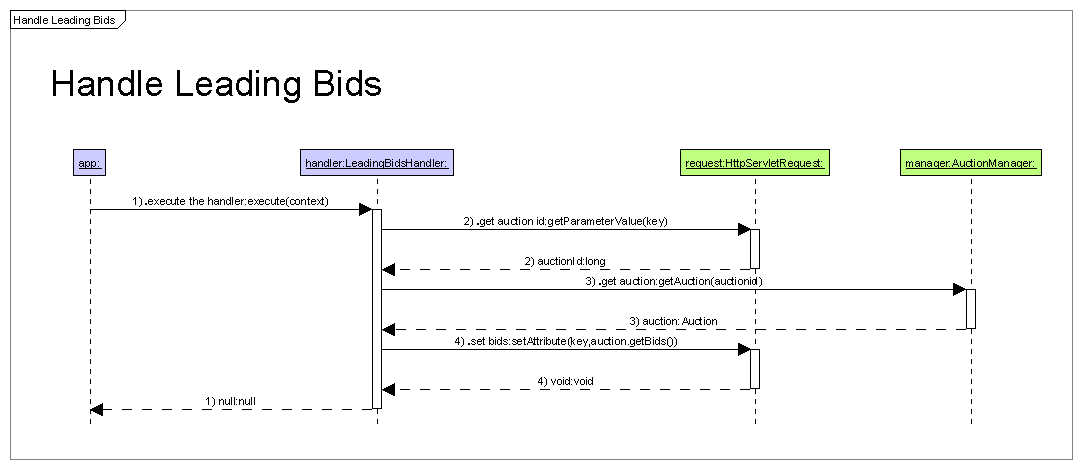 Handle Leading Bids
Handle Leading Bids
app:
handler:LeadingBidsHandler:
request:HttpServletRequest:
manager:AuctionManager:
1) .execute the handler:execute(context)
2) .get auction id:getParameterValue(key)
2) auctionId:long
3) .get auction:getAuction(auctionid)
3) auction:Auction
4) .set bids:setAttribute(key,auction.getBids())
4) void:void
1) null:null